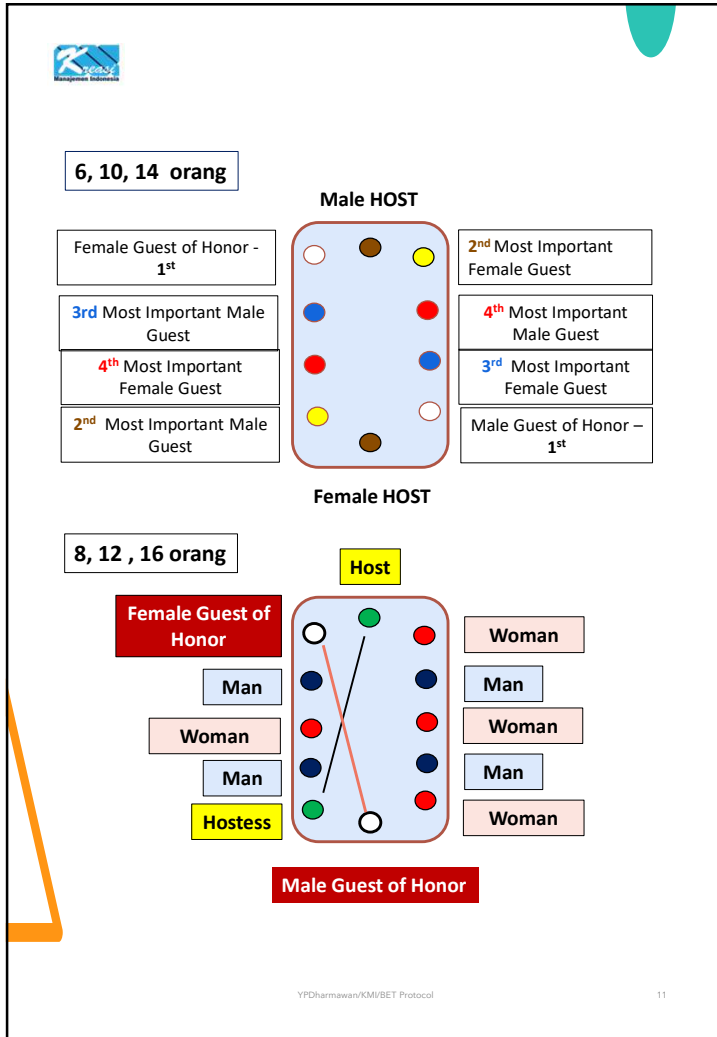 Kreasi
Manajemen Indonesia
6, 10, 14 orang
Male HOST
Female Guest of Honor -
1st
2nd Most Important
Female Guest
3rd Most Important Male
Guest
4th Most Important
Male Guest
4th Most Important
Female Guest
3rd Most Important
Female Guest
2nd Most Important Male
Guest
Male Guest of Honor –
1st
Female HOST
8, 12 , 16 orang
Host
Female Guest of
Honor
Woman
Man
Man
Woman
Woman
Man
Man
Hostess
Woman
Male Guest of Honor
YPDharmawan/KMI/BET Protocol
11